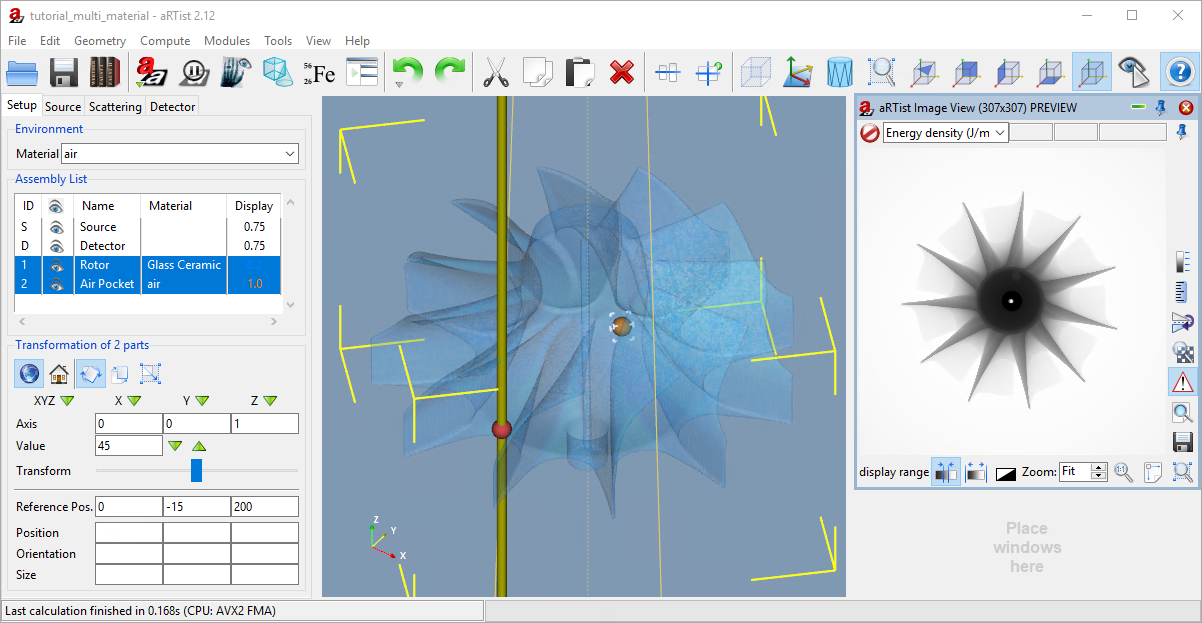 tutorial_multi_material - aRTist 2.12
File Edit Geometry Compute Modules Tools View Help
56 Fe
26
Setup Source Scattering Detector
Environment
Material air
Assembly List
ID Name Material Display
S Source 0.75
D Detector 0.75
1 Rotor Glass Ceramic
2 Air Pocket air 1.0
Transformation of 2 parts
XYZ X Y Z
Axis 0 0 1
Value 45
Transform
Reference Pos. 0 -15 200
Position
Orientation
Size
Z
Y
X
aRTist Image View (307x307) PREVIEW
Energy density (J/m
display range Zoom: Fit 1:1
Place
windows
here
Last calculation finished in 0.168s (CPU: AVX2 FMA)